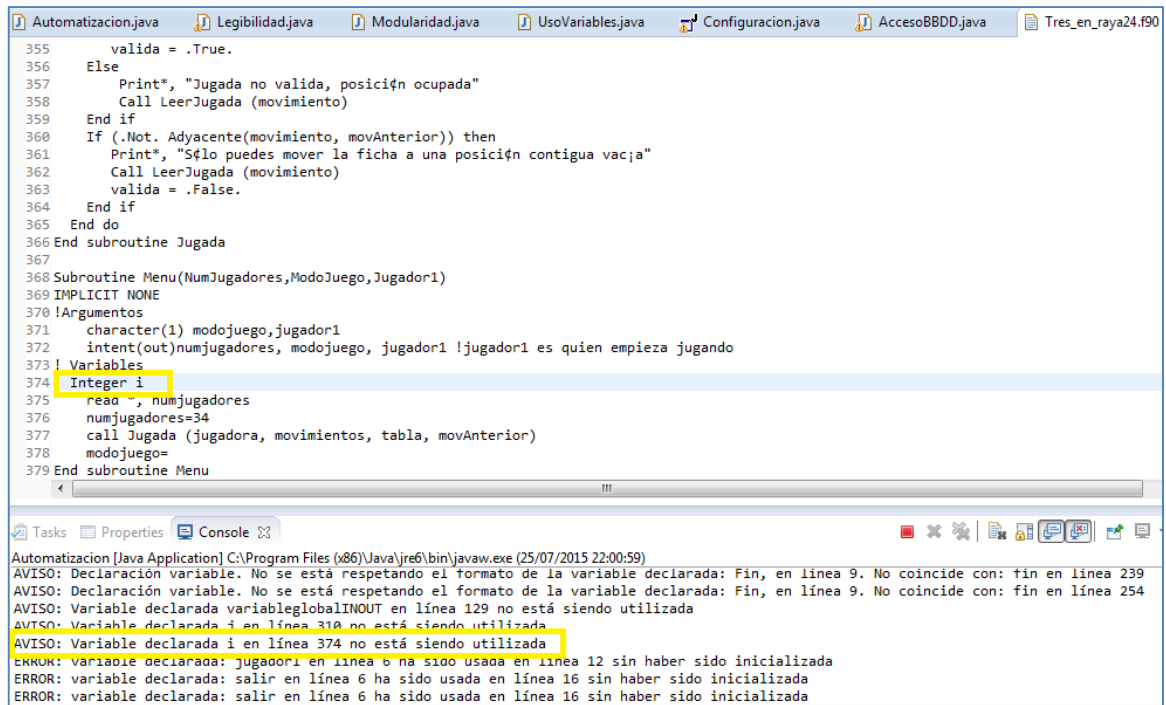 Automatizacion.java Legibilidad.java Modularidad.java UsoVariables.java Configuracion.java AccesoBBDD.java Tres_en_raya24.f90
355 valida = .True.
356 Else
357 Print*, "Jugada no valida, posici¢n ocupada"
358 Call LeerJugada (movimiento)
359 End if
360 If (.Not. Adyacente(movimiento, movAnterior)) then
361 Print*, "S¢lo puedes mover la ficha a una posici¢n contigua vac¡a"
362 Call LeerJugada (movimiento)
363 valida = .False.
364 End if
365 End do
366 End subroutine Jugada
367
368 Subroutine Menu(NumJugadores,ModoJuego,Jugador1)
369 IMPLICIT NONE
370 !Argumentos
371 character(1) modojuego,jugador1
372 intent(out)numjugadores, modojuego, jugador1 !jugador1 es quien empieza jugando
373 ! Variables
374 Integer i
375 read *, numjugadores
376 numjugadores=34
377 call Jugada (jugadora, movimientos, tabla, movAnterior)
378 modojuego=
379 End subroutine Menu
Tasks Properties Console
Automatizacion [Java Application] C:\Program Files (x86)\Java\jre6\bin\javaw.exe (25/07/2015 22:00:59)
AVISO: Declaración variable. No se está respetando el formato de la variable declarada: Fin, en línea 9. No coincide con: fin en línea 239
AVISO: Declaración variable. No se está respetando el formato de la variable declarada: Fin, en línea 9. No coincide con: fin en línea 254
AVISO: Variable declarada variableglobalINOUT en línea 129 no está siendo utilizada
AVISO: Variable declarada i en línea 310 no está siendo utilizada
AVISO: Variable declarada i en línea 374 no está siendo utilizada
ERROR: variable declarada: jugador1 en línea 6 ha sido usada en línea 12 sin haber sido inicializada
ERROR: variable declarada: salir en línea 6 ha sido usada en línea 16 sin haber sido inicializada
ERROR: variable declarada: salir en línea 6 ha sido usada en línea 16 sin haber sido inicializada